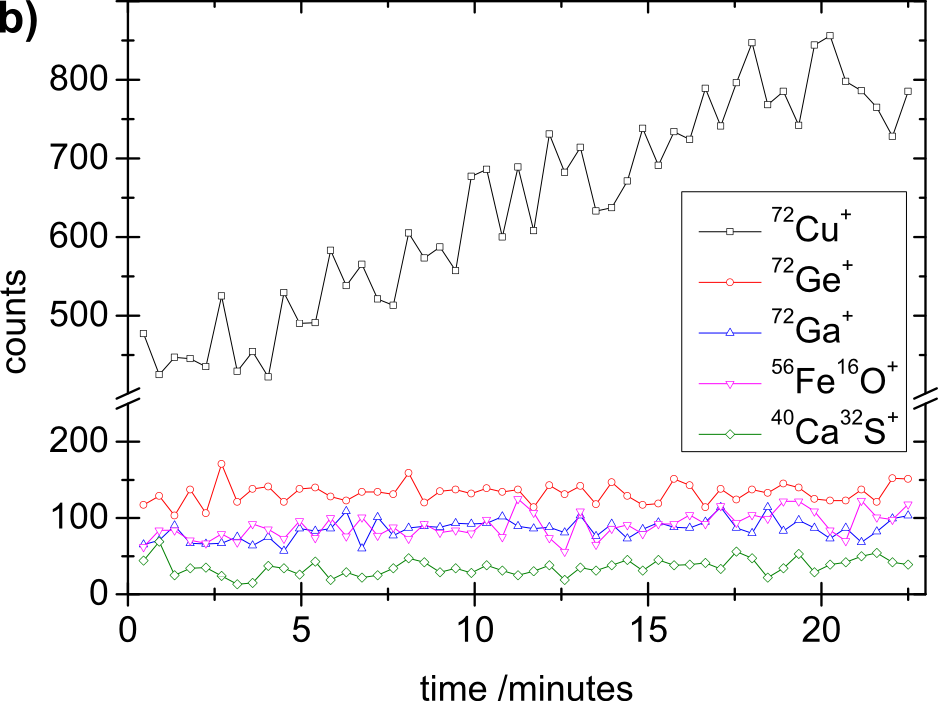 b)
800
700
600
500
200
100
0
counts
⁷²Cu⁺
⁷²Ge⁺
⁷²Ga⁺
⁵⁶Fe¹⁶O⁺
⁴⁰Ca³²S⁺
0 5 10 15 20
time /minutes